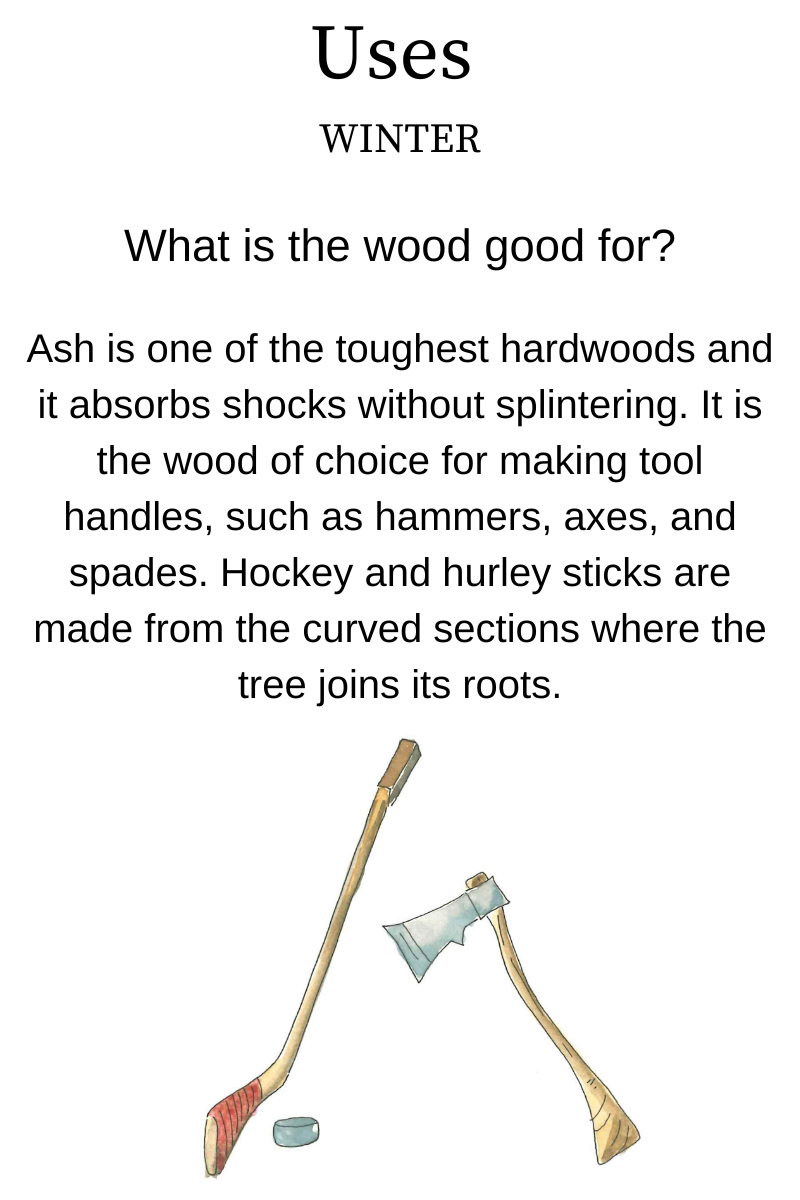 Uses
WINTER
What is the wood good for?
Ash is one of the toughest hardwoods and
it absorbs shocks without splintering. It is
the wood of choice for making tool
handles, such as hammers, axes, and
spades. Hockey and hurley sticks are
made from the curved sections where the
tree joins its roots.